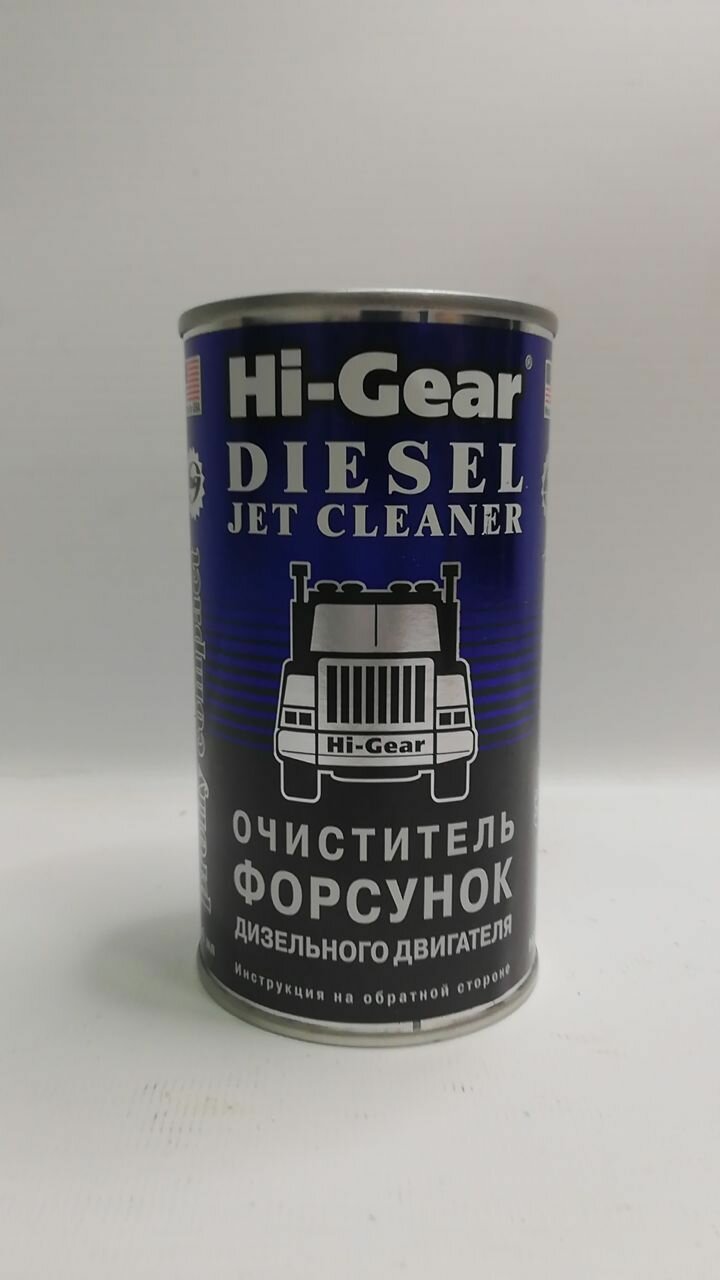 Hi-Gear®
DIESEL
JET CLEANER
Hi-Gear
ОЧИСТИТЕЛЬ
ФОРСУНОК
ДИЗЕЛЬНОГО ДВИГАТЕЛЯ
Инструкция на обратной стороне